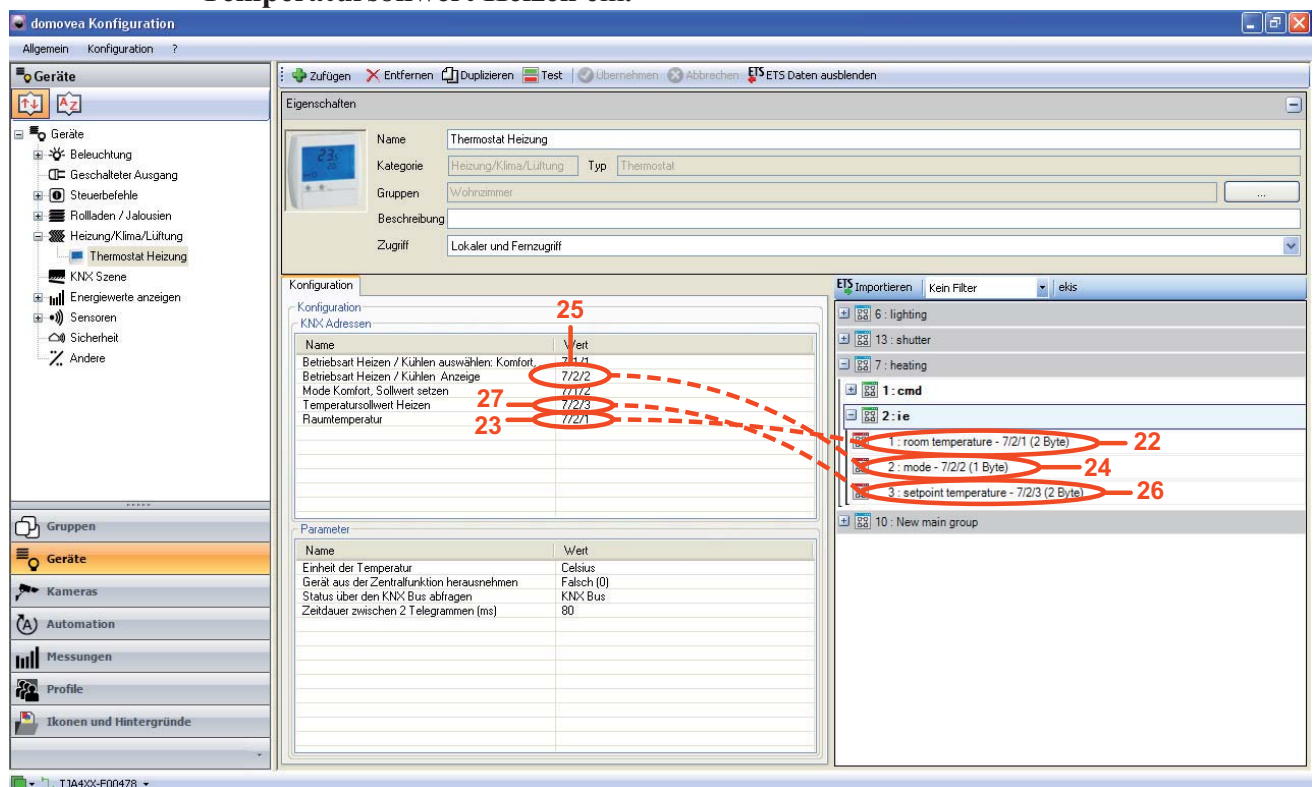 Temperatursollwert Heizen ein.
domovea Konfiguration
Allgemein Konfiguration ?
Geräte
Zufügen Entfernen Duplizieren Test Übernehmen Abbrechen ETS ETS Daten ausblenden
A Z
Eigenschaften
Geräte
Beleuchtung
Geschalteter Ausgang
Steuerbefehle
Rollladen / Jalousien
Heizung/Klima/Lüftung
Thermostat Heizung
KNX Szene
Energiewerte anzeigen
Sensoren
Sicherheit
Andere
Name Thermostat Heizung
Kategorie Heizung/Klima/Lüftung Typ Thermostat
Gruppen Wohnzimmer ...
Beschreibung
Zugriff Lokaler und Fernzugriff
Konfiguration
Konfiguration
KNX Adressen
Name Wert
Betriebsart Heizen / Kühlen auswählen: Komfort, 7/1/1
Betriebsart Heizen / Kühlen Anzeige 7/2/2
Mode Komfort, Sollwert setzen 7/1/2
Temperatursollwert Heizen 7/2/3
Raumtemperatur 7/2/1
25
27
23
Parameter
Name Wert
Einheit der Temperatur Celsius
Gerät aus der Zentralfunktion herausnehmen Falsch (0)
Status über den KNX Bus abfragen KNX Bus
Zeitdauer zwischen 2 Telegrammen (ms) 80
ETS Importieren Kein Filter ekis
6 : lighting
13 : shutter
7 : heating
1 : cmd
2 : ie
1 : room temperature - 7/2/1 (2 Byte) 22
2 : mode - 7/2/2 (1 Byte) 24
3 : setpoint temperature - 7/2/3 (2 Byte) 26
10 : New main group
Gruppen
Geräte
Kameras
Automation
Messungen
Profile
Ikonen und Hintergründe
TJA4XX-E00478